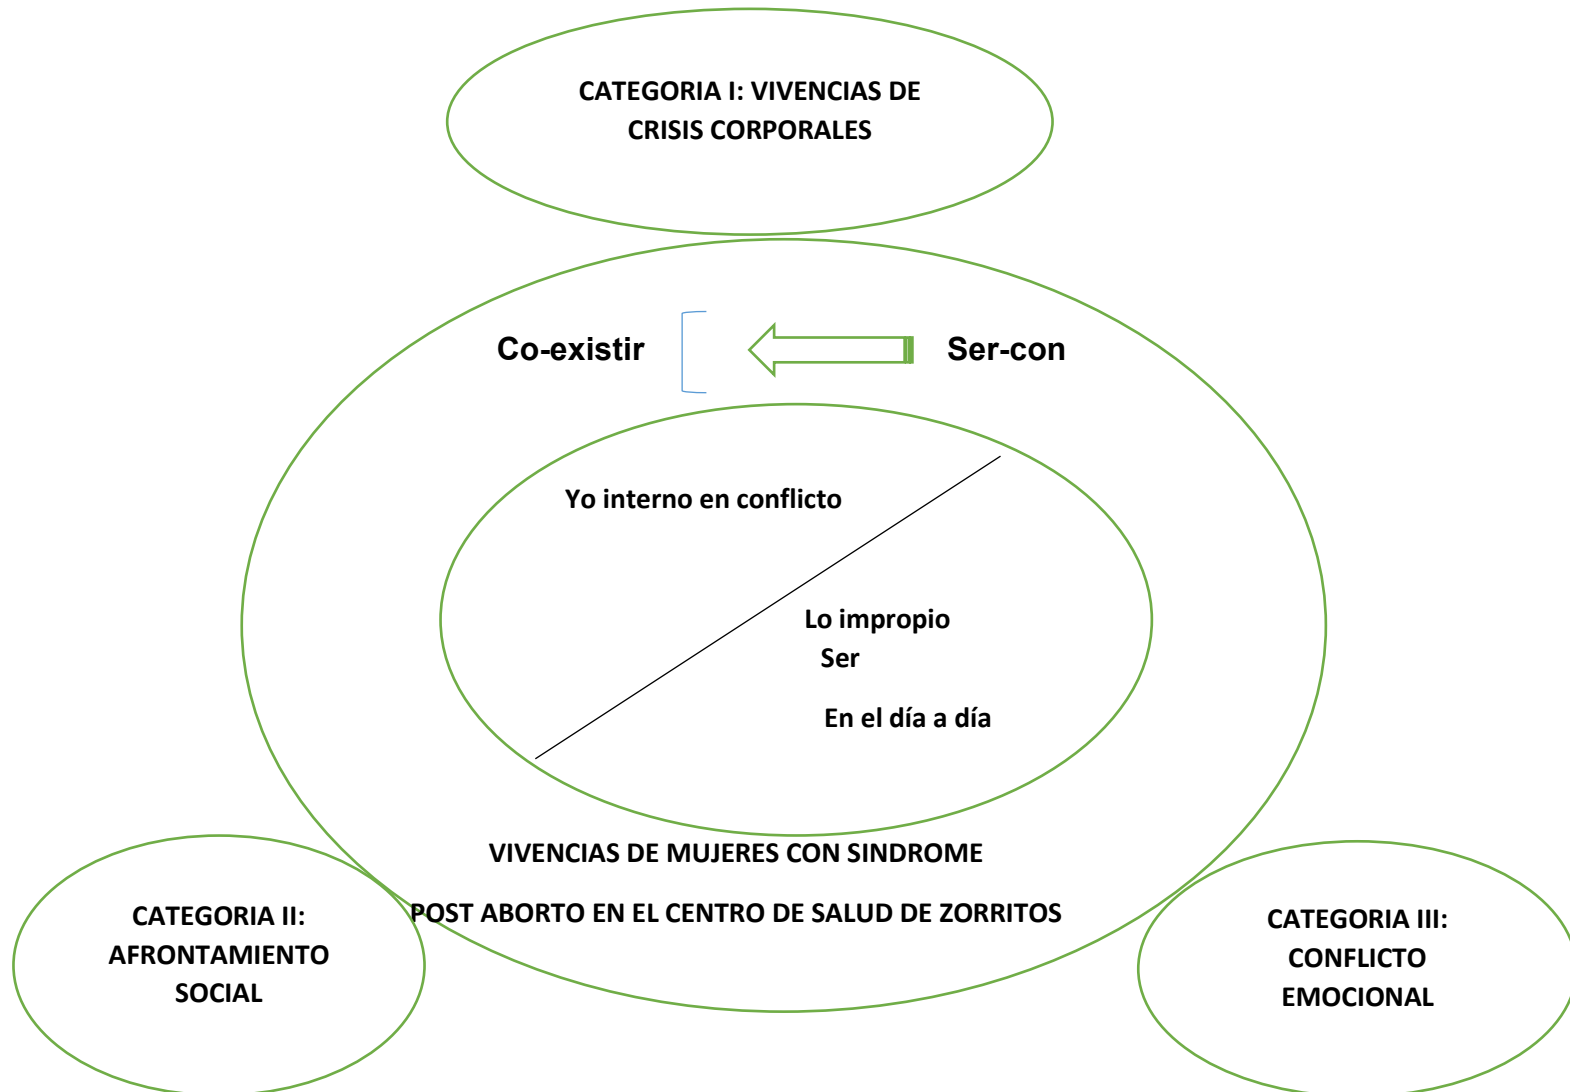 CATEGORIA I: VIVENCIAS DE
CRISIS CORPORALES
Co-existir
Ser-con
Yo interno en conflicto
Lo impropio
Ser
En el día a día
VIVENCIAS DE MUJERES CON SINDROME
POST ABORTO EN EL CENTRO DE SALUD DE ZORRITOS
CATEGORIA II:
AFRONTAMIENTO
SOCIAL
CATEGORIA III:
CONFLICTO
EMOCIONAL